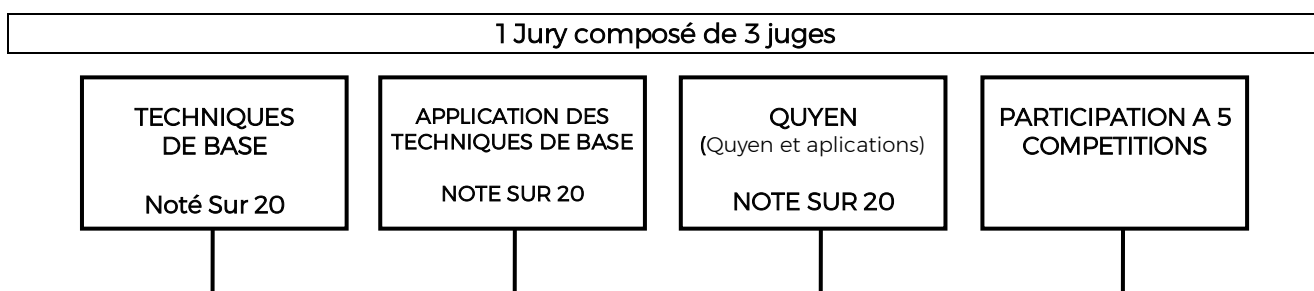 1 Jury composé de 3 juges
TECHNIQUES
DE BASE
Noté Sur 20
APPLICATION DES
TECHNIQUES DE BASE
NOTE SUR 20
QUYEN
(Quyen et aplications)
NOTE SUR 20
PARTICIPATION A 5
COMPETITIONS